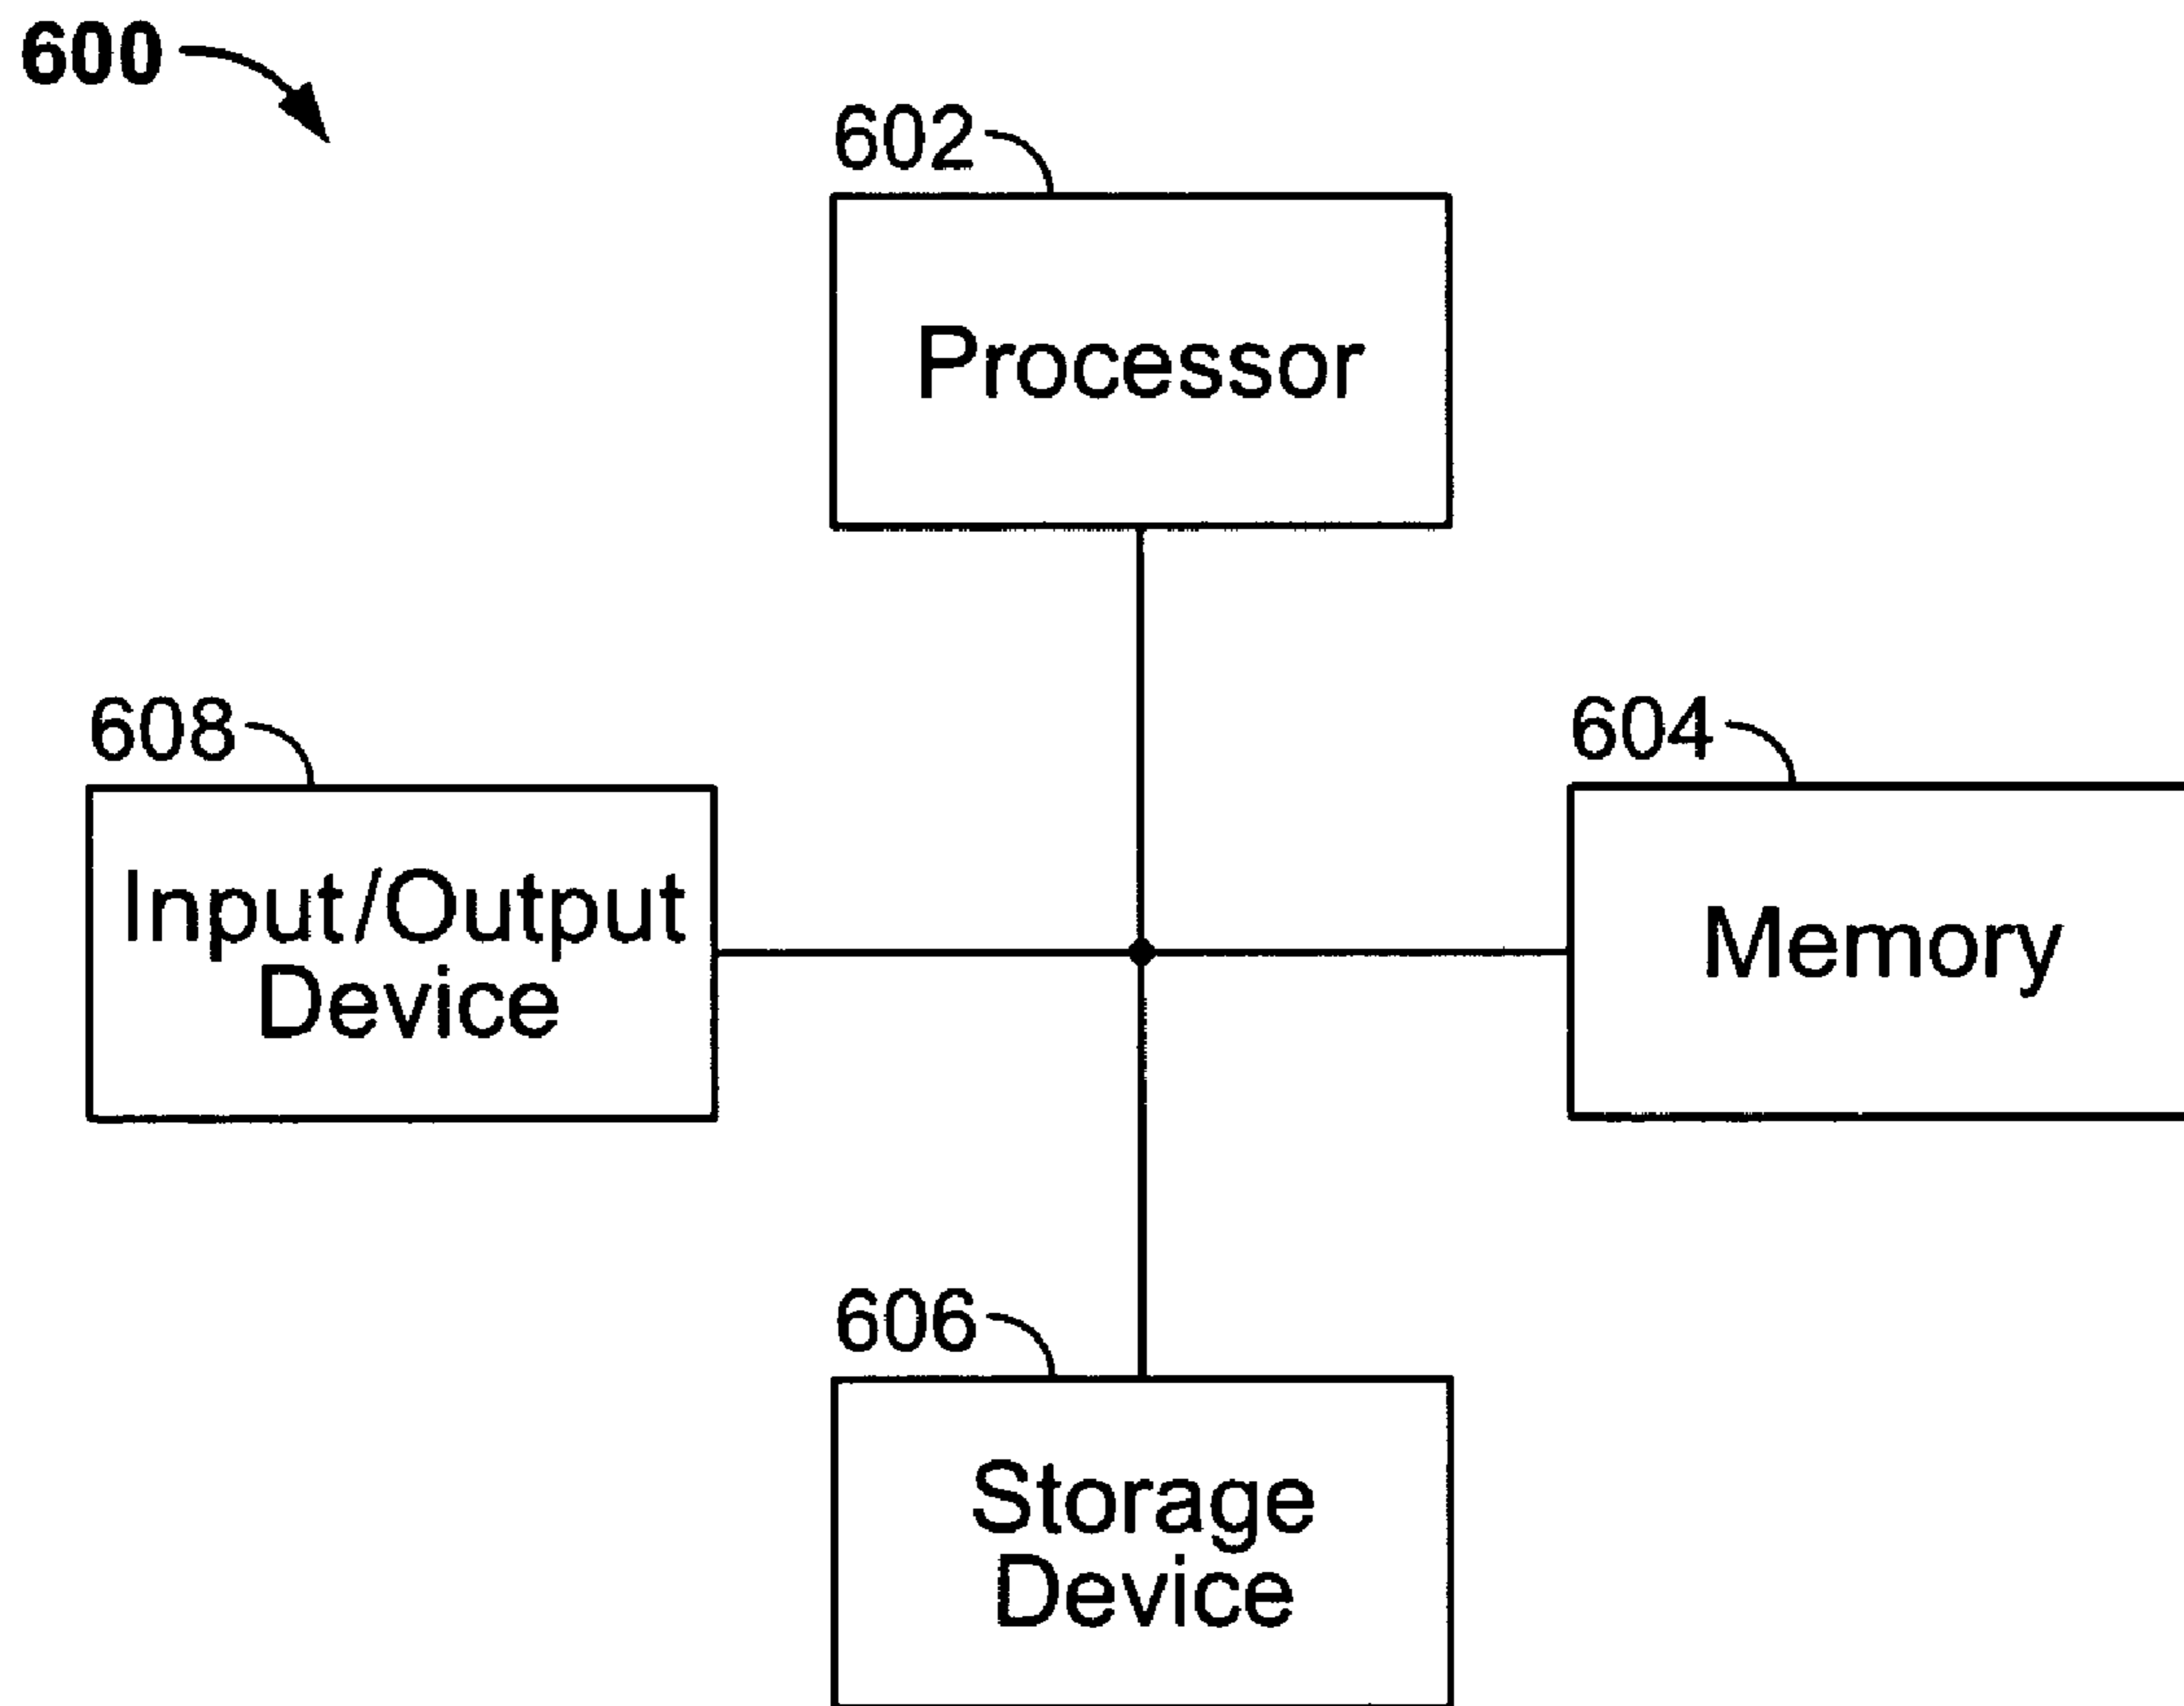 600
602
Processor
608
Input/Output
Device
604
Memory
606
Storage
Device